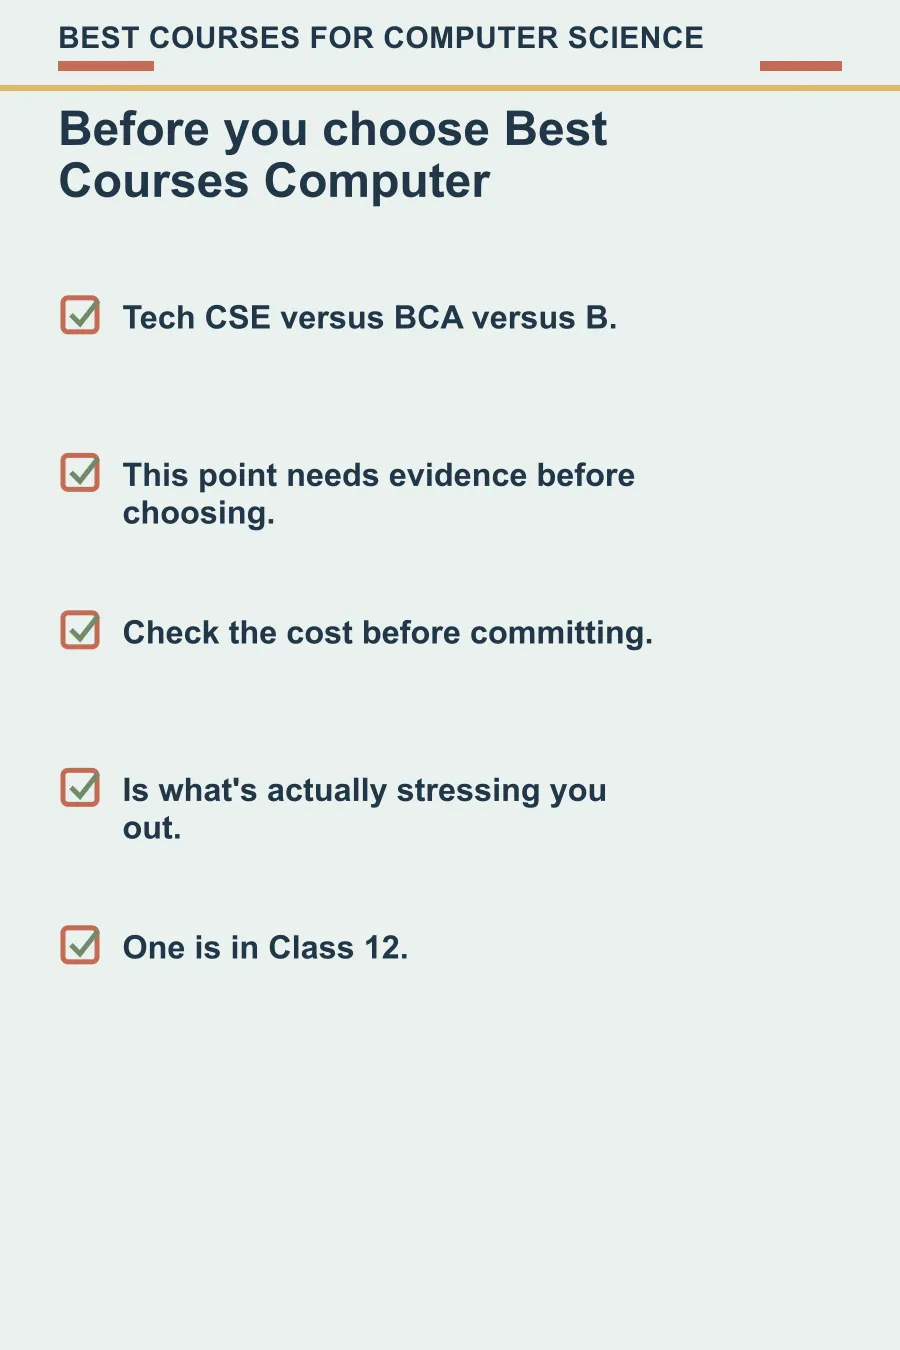 BEST COURSES FOR COMPUTER SCIENCE
Before you choose Best
Courses Computer
Tech CSE versus BCA versus B.
This point needs evidence before
choosing.
Check the cost before committing.
Is what's actually stressing you
out.
One is in Class 12.